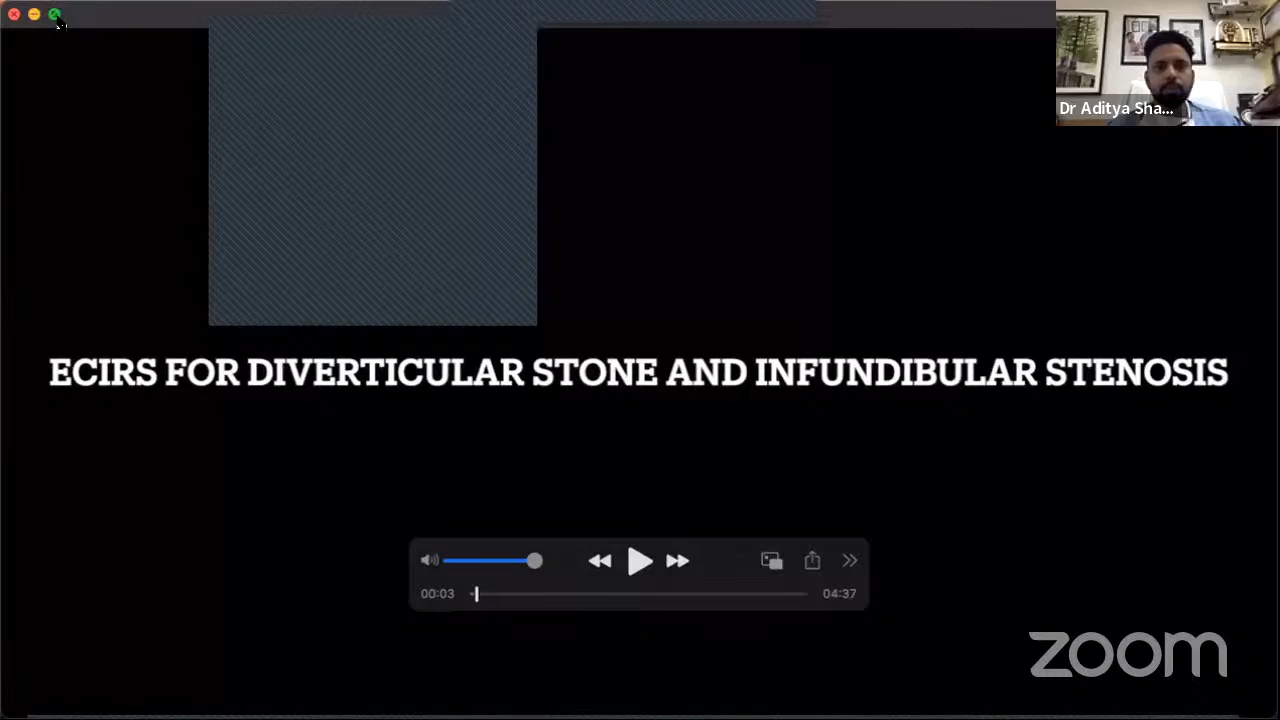 Dr Aditya Sha...
ECIRS FOR DIVERTICULAR STONE AND INFUNDIBULAR STENOSIS
00:03
04:37
zoom